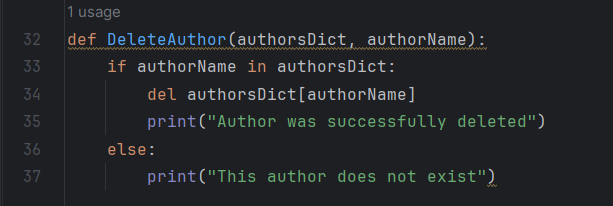 1 usage
32 def DeleteAuthor(authorsDict, authorName):
33     if authorName in authorsDict:
34         del authorsDict[authorName]
35         print("Author was successfully deleted")
36     else:
37         print("This author does not exist")